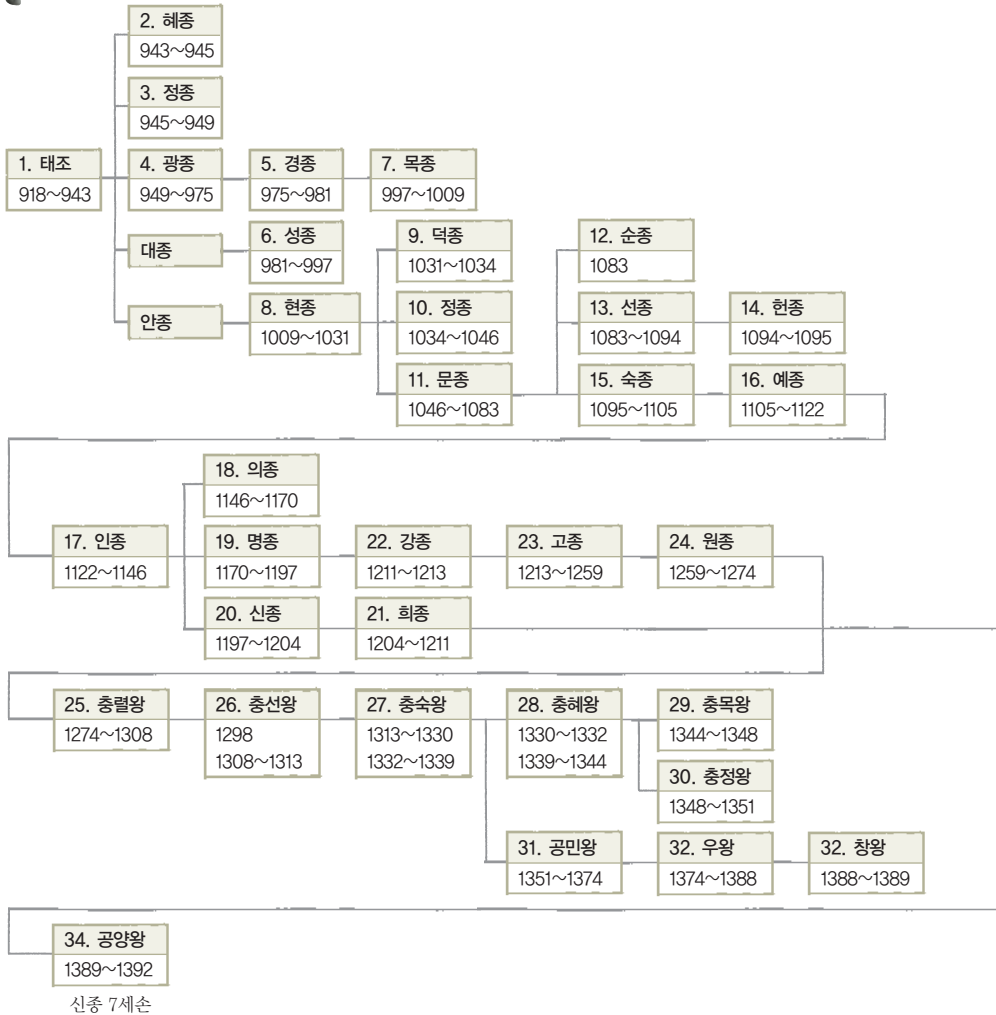 2. 혜종
943~945
3. 정종
945~949
1. 태조
918~943
4. 광종
949~975
5. 경종
975~981
7. 목종
997~1009
대종
6. 성종
981~997
9. 덕종
1031~1034
12. 순종
1083
안종
8. 현종
1009~1031
10. 정종
1034~1046
13. 선종
1083~1094
14. 헌종
1094~1095
11. 문종
1046~1083
15. 숙종
1095~1105
16. 예종
1105~1122
18. 의종
1146~1170
17. 인종
1122~1146
19. 명종
1170~1197
22. 강종
1211~1213
23. 고종
1213~1259
24. 원종
1259~1274
20. 신종
1197~1204
21. 희종
1204~1211
25. 충렬왕
1274~1308
26. 충선왕
1298
1308~1313
27. 충숙왕
1313~1330
1332~1339
28. 충혜왕
1330~1332
1339~1344
29. 충목왕
1344~1348
30. 충정왕
1348~1351
31. 공민왕
1351~1374
32. 우왕
1374~1388
32. 창왕
1388~1389
34. 공양왕
1389~1392
신종 7세손